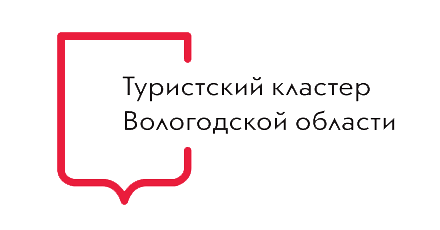 Туристский кластер
Вологодской области